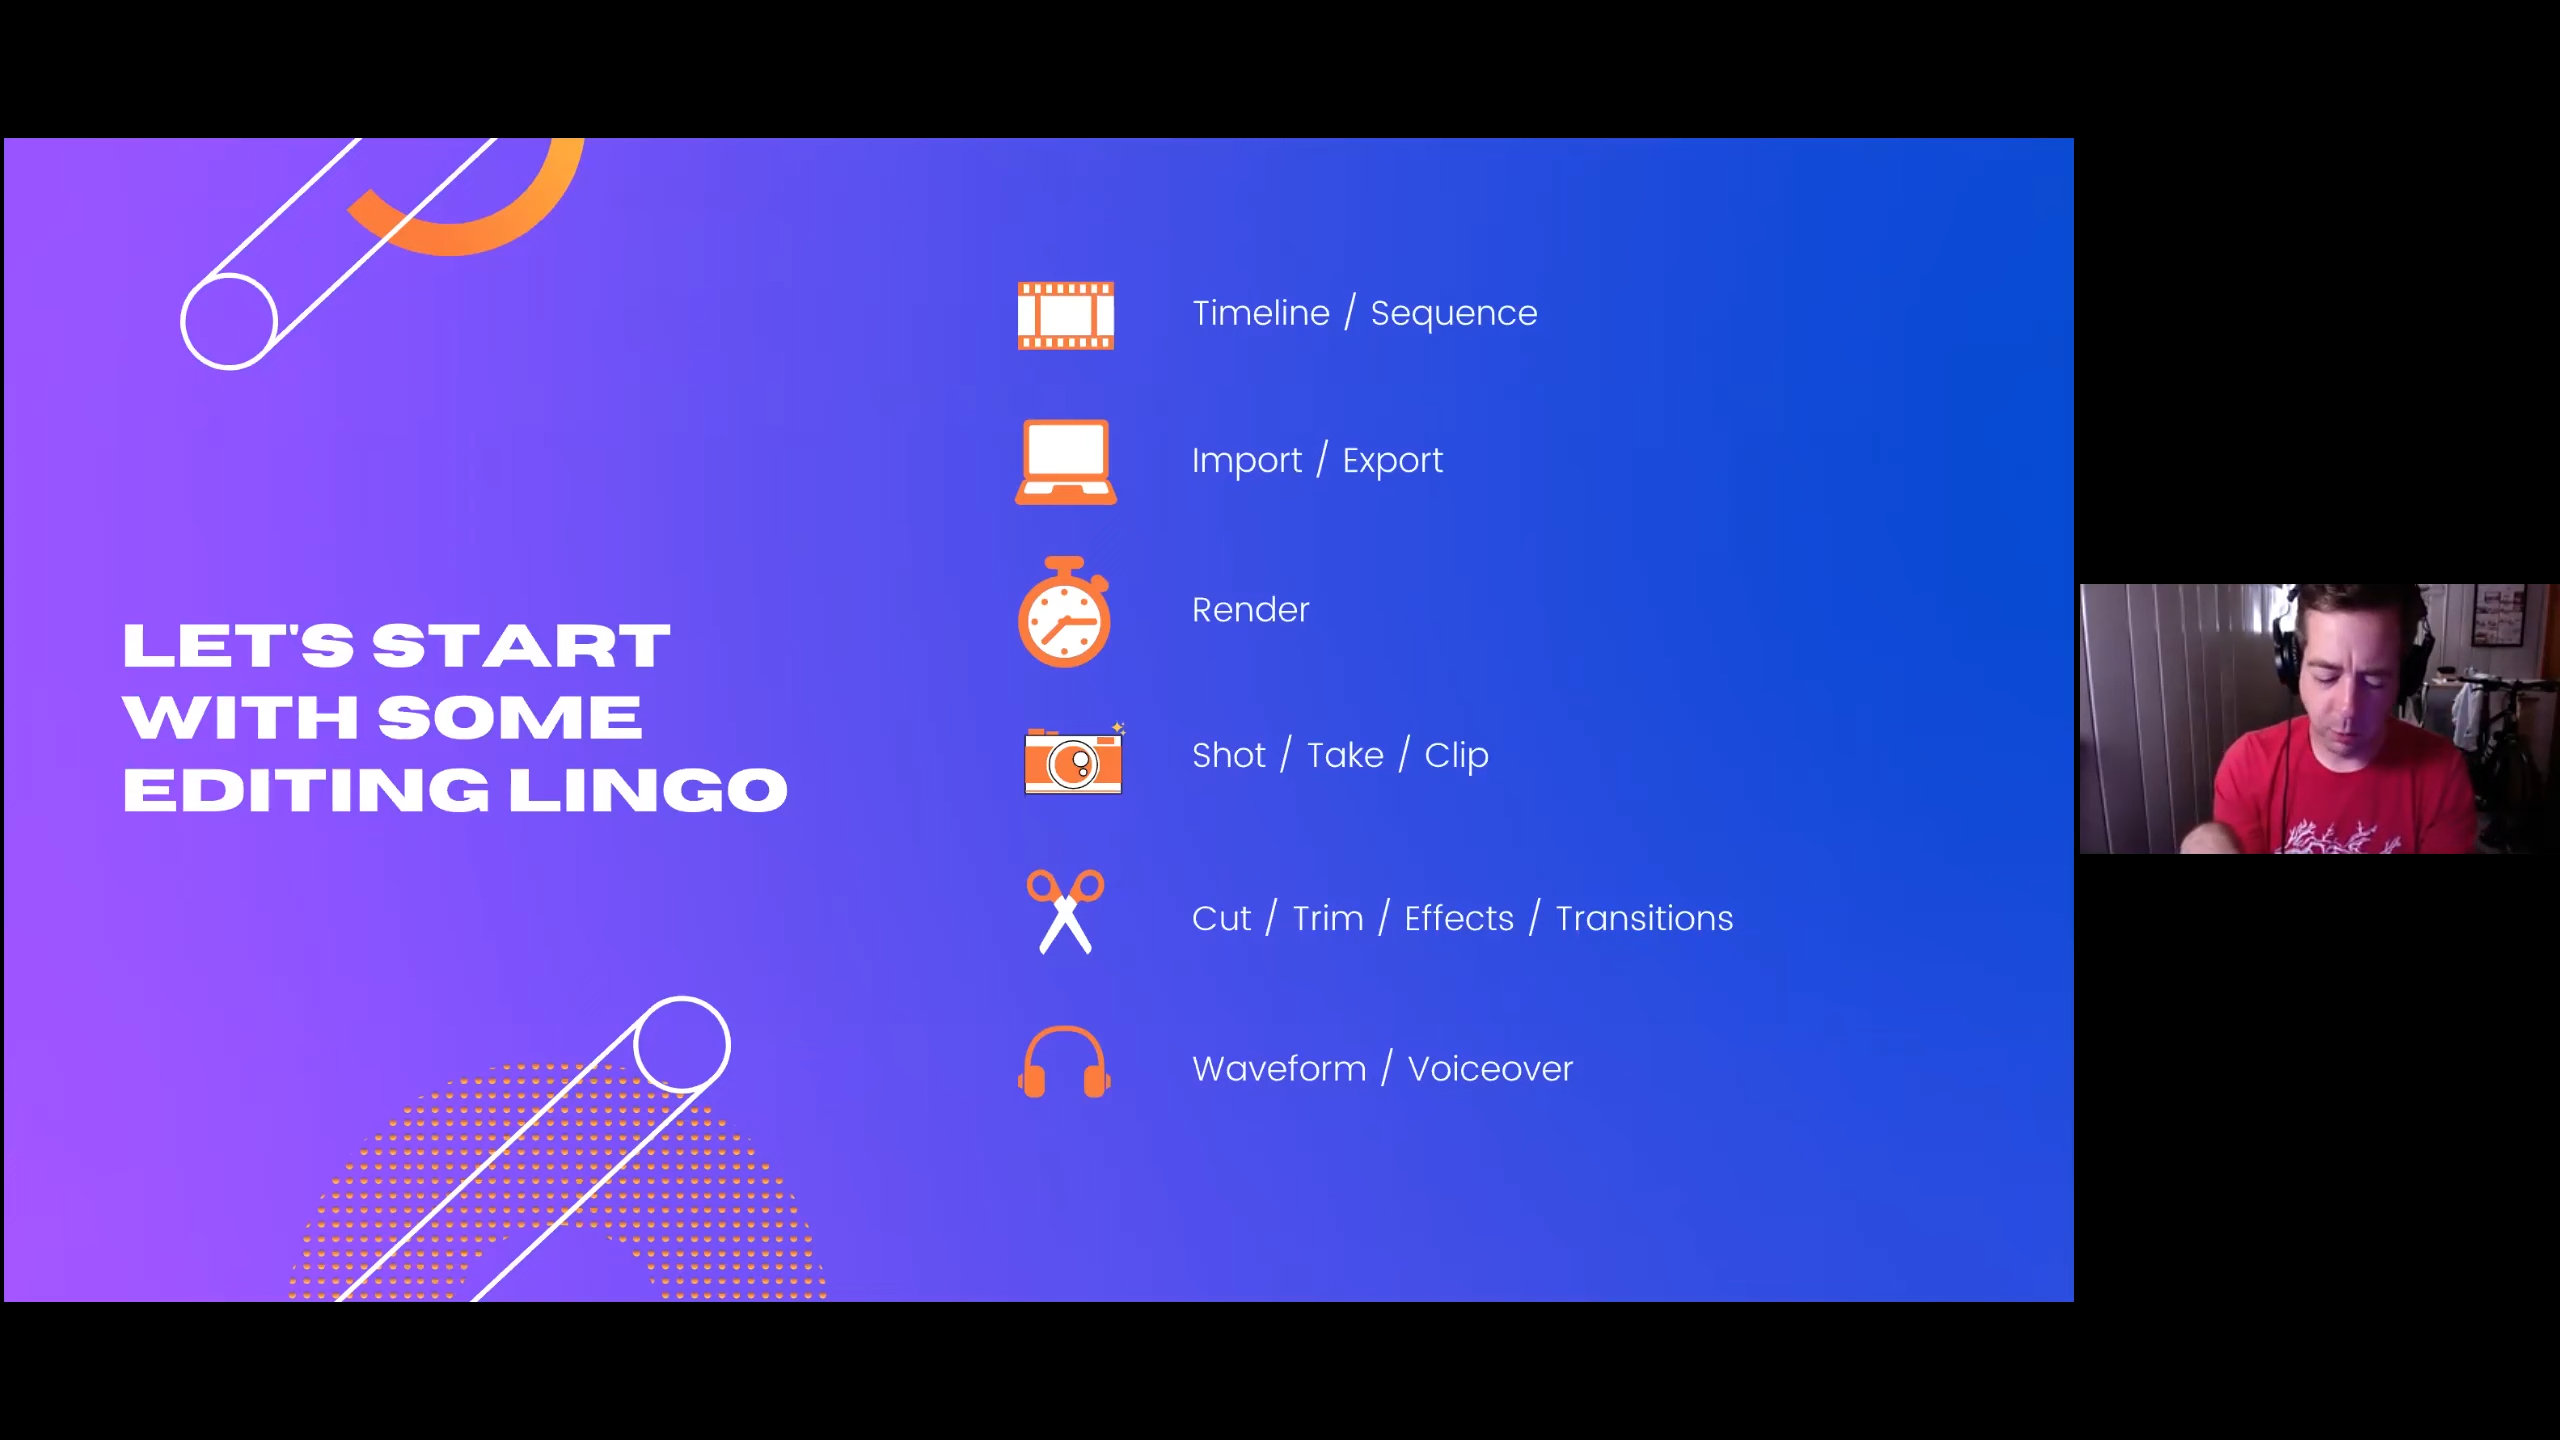 LET'S START
WITH SOME
EDITING LINGO
Timeline / Sequence
Import / Export
Render
Shot / Take / Clip
Cut / Trim / Effects / Transitions
Waveform / Voiceover